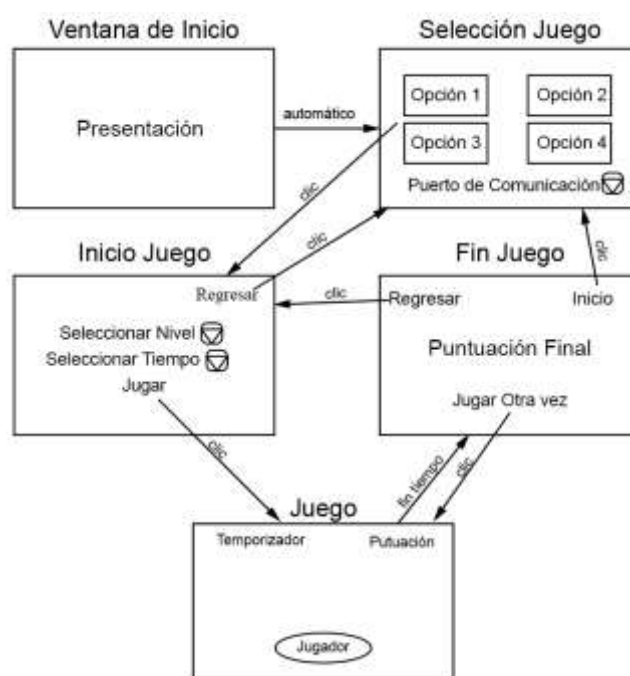 Ventana de Inicio
Selección Juego
Presentación
automático
Opción 1
Opción 2
Opción 3
Opción 4
Puerto de Comunicación
clic
clic
clic
Inicio Juego
Fin Juego
Regresar
clic
Regresar
Inicio
Seleccionar Nivel
Seleccionar Tiempo
Jugar
Puntuación Final
Jugar Otra vez
clic
fin tiempo
clic
Juego
Temporizador
Putuación
Jugador